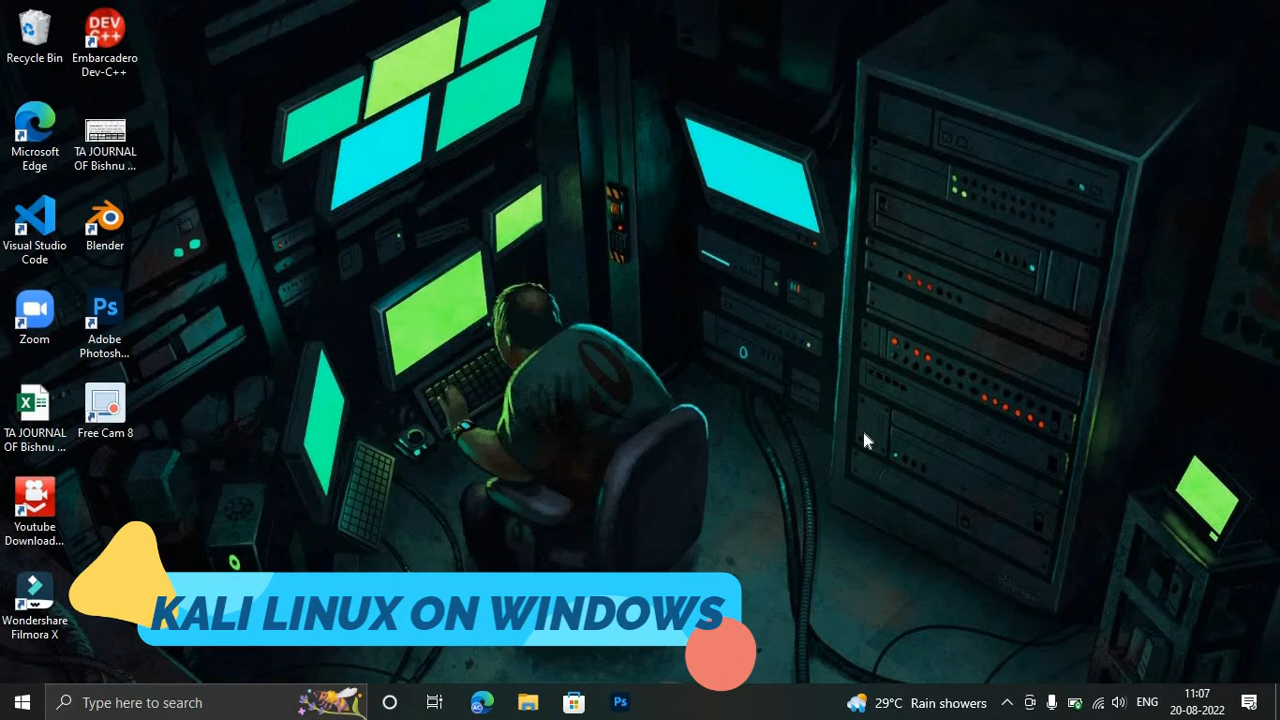 Recycle Bin
DEV
C++
Embarcadero
Dev-C++
Microsoft
Edge
TA JOURNAL
OF Bishnu ...
Visual Studio
Code
Blender
Zoom
Ps
Adobe
Photosh...
X
TA JOURNAL
OF Bishnu ...
Free Cam 8
Youtube
Download...
Wondershare
Filmora X
KALI LINUX ON WINDOWS
Type here to search
Ps
29°C Rain showers
ENG
11:07
20-08-2022